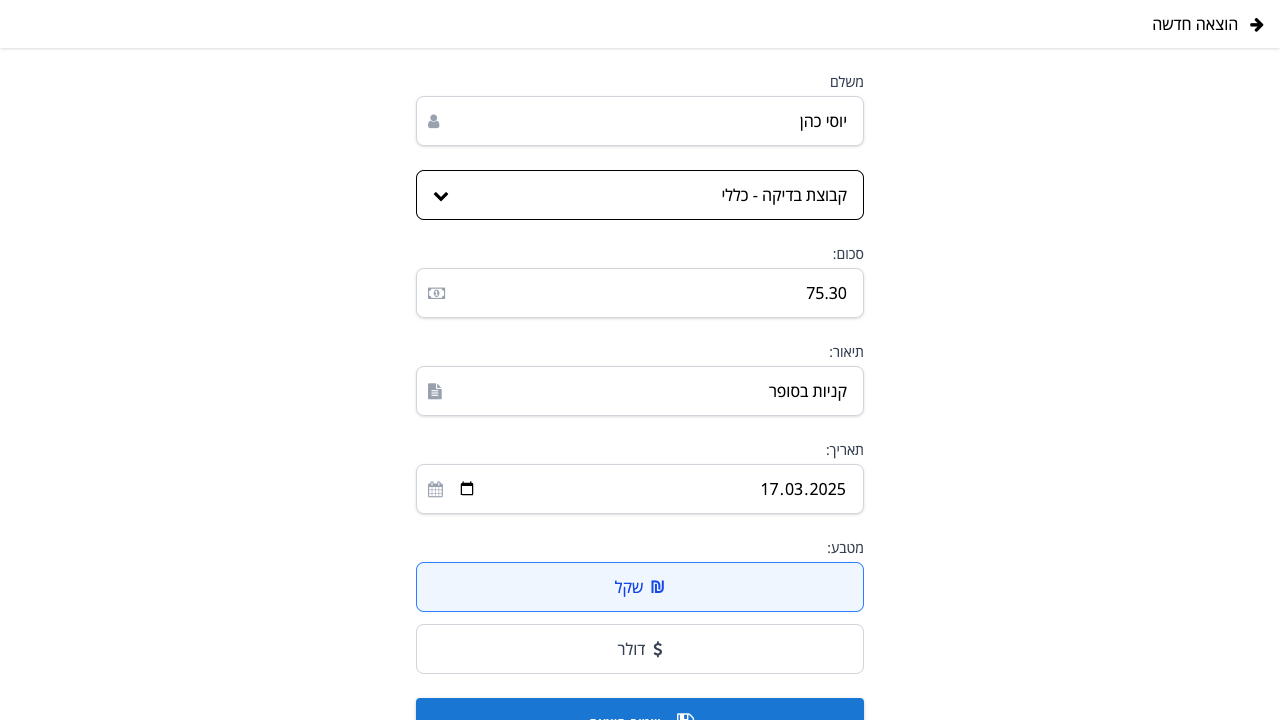 הוצאה חדשה
משלם
יוסי כהן
קבוצת בדיקה - כללי
סכום:
75.30
תיאור:
קניות בסופר
תאריך:
17.03.2025
מטבע:
₪ שקל
$ דולר